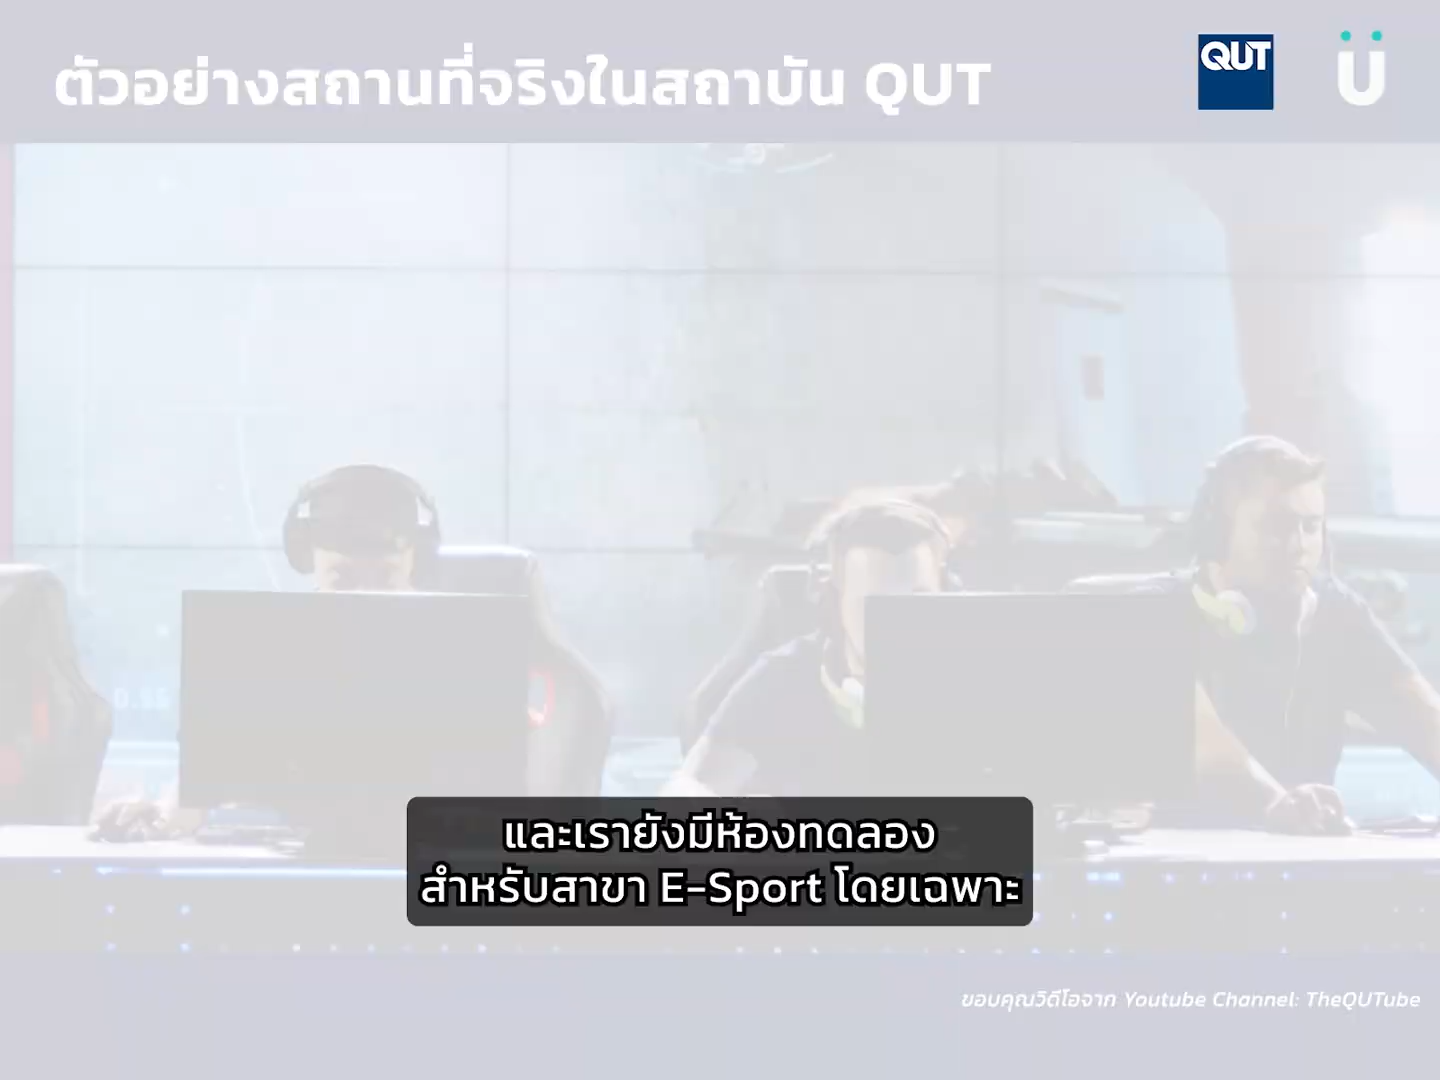 ตัวอย่างสถานที่จริงในสถาบัน QUT
QUT
Ü
0.56
และเรายังมีห้องทดลอง
สำหรับสาขา E-Sport โดยเฉพาะ
ขอบคุณวิดีโอจาก Youtube Channel: TheQUTube